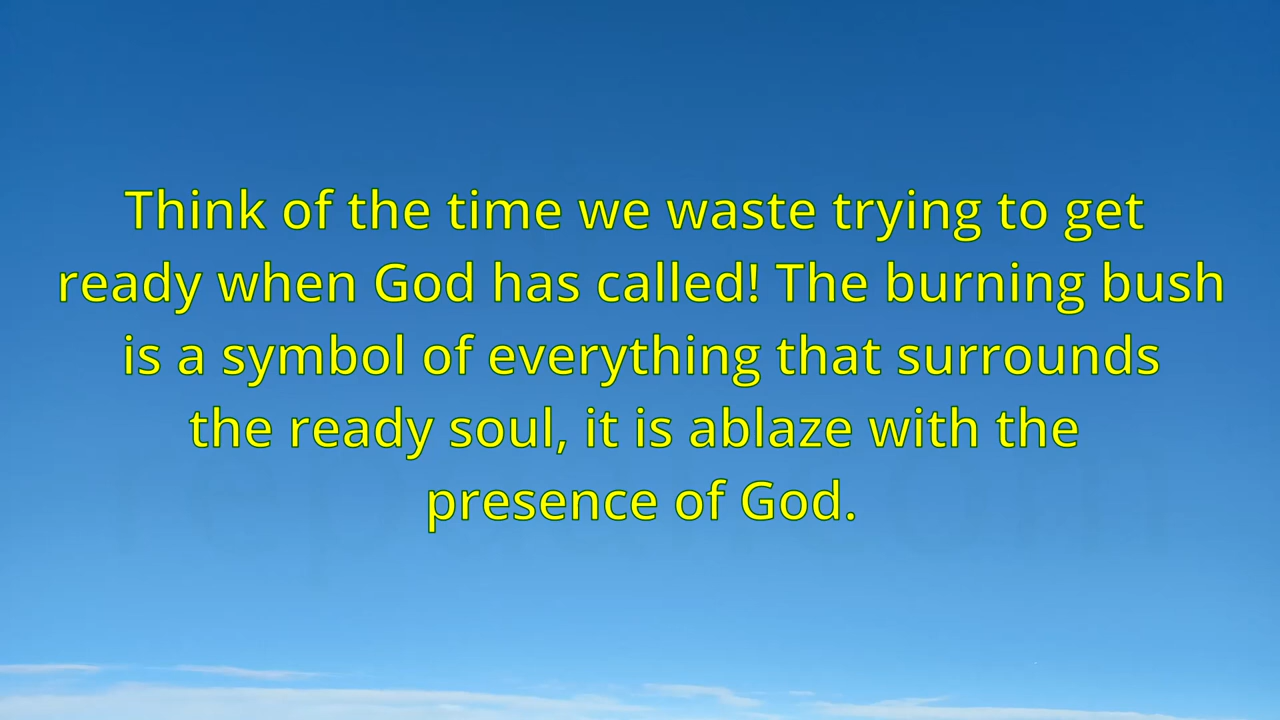 Think of the time we waste trying to get
ready when God has called! The burning bush
is a symbol of everything that surrounds
the ready soul, it is ablaze with the
presence of God.